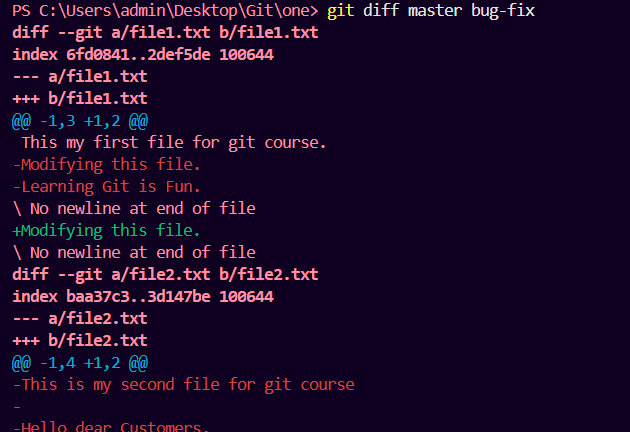 PS C:\Users\admin\Desktop\Git\one> git diff master bug-fix
diff --git a/file1.txt b/file1.txt
index 6fd0841..2def5de 100644
--- a/file1.txt
+++ b/file1.txt
@@ -1,3 +1,2 @@
 This my first file for git course.
-Modifying this file.
-Learning Git is Fun.
\ No newline at end of file
+Modifying this file.
\ No newline at end of file
diff --git a/file2.txt b/file2.txt
index baa37c3..3d147be 100644
--- a/file2.txt
+++ b/file2.txt
@@ -1,4 +1,2 @@
-This is my second file for git course
-
-Hello dear Customers.